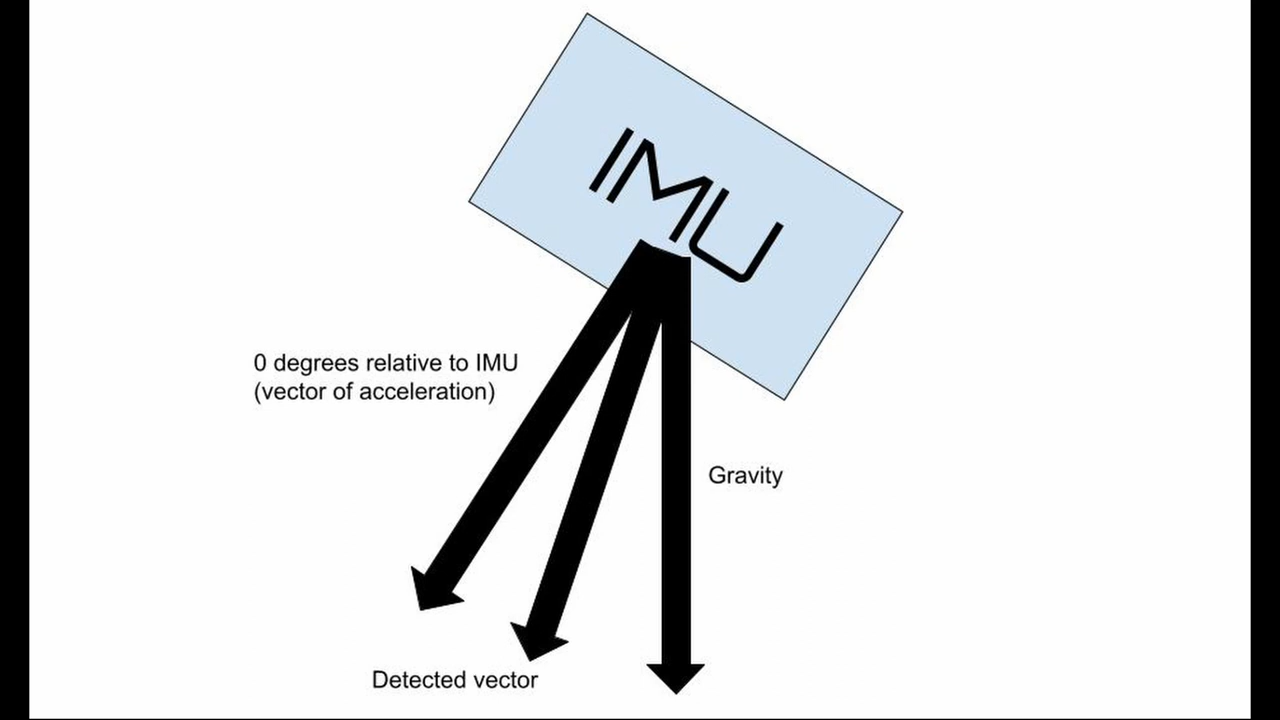 IMU
0 degrees relative to IMU
(vector of acceleration)
Gravity
Detected vector